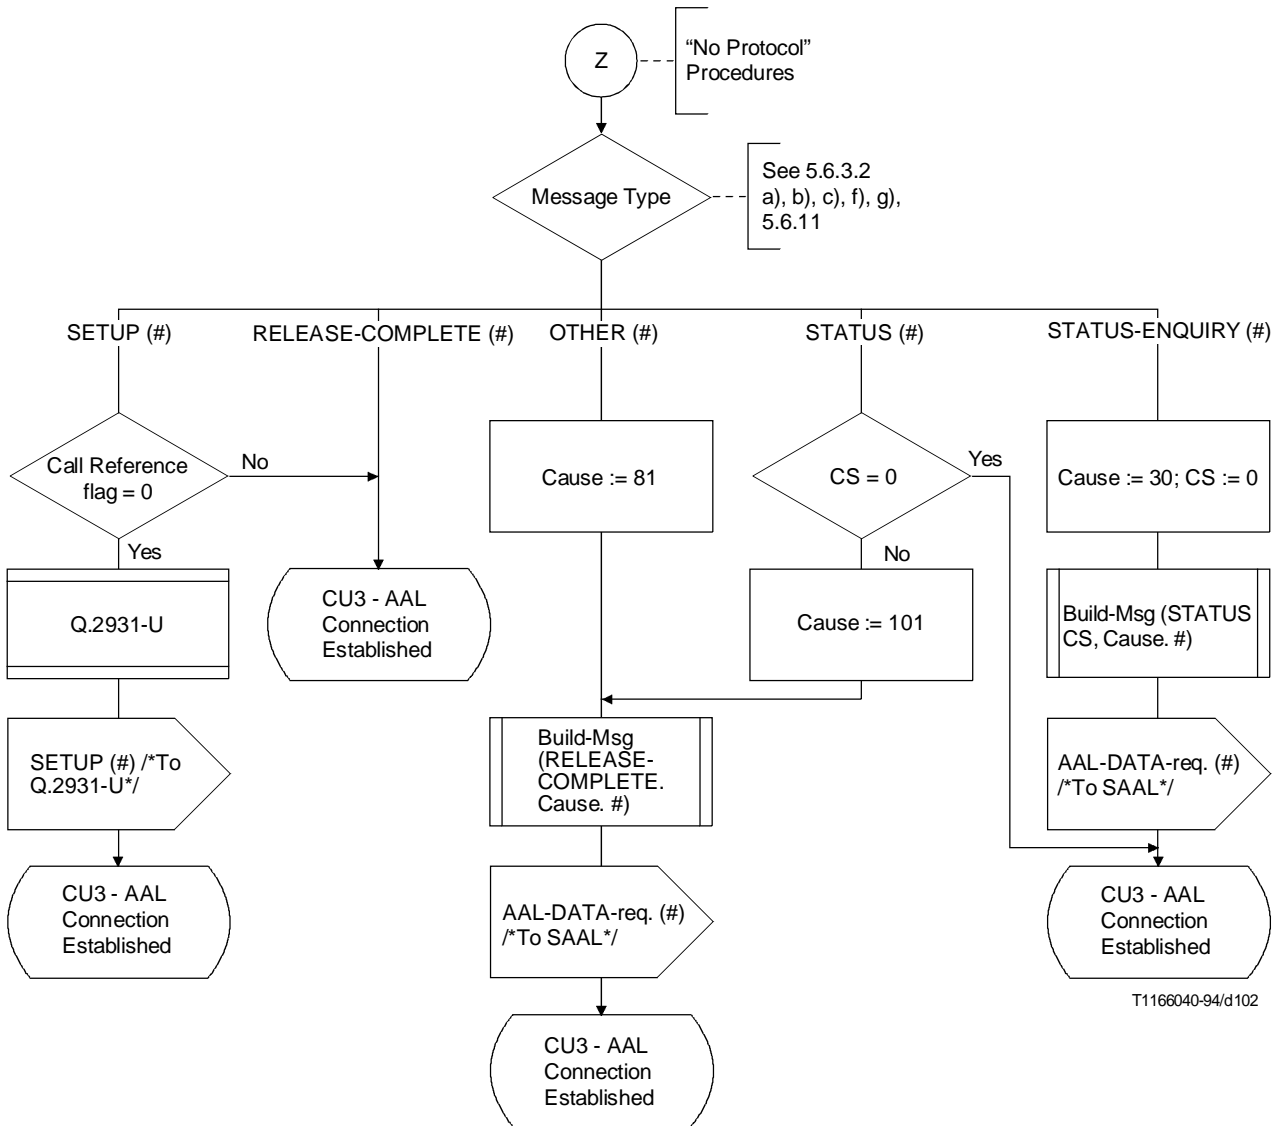 Z
“No Protocol”
Procedures
Message Type
See 5.6.3.2
a), b), c), f), g),
5.6.11
SETUP (#)
RELEASE-COMPLETE (#)
OTHER (#)
STATUS (#)
STATUS-ENQUIRY (#)
Call Reference
flag = 0
No
Yes
Cause := 81
CS = 0
Yes
No
Cause := 30; CS := 0
Q.2931-U
CU3 - AAL
Connection
Established
Cause := 101
Build-Msg (STATUS
CS, Cause. #)
SETUP (#) /*To
Q.2931-U*/
Build-Msg
(RELEASE-
COMPLETE.
Cause. #)
AAL-DATA-req. (#)
/*To SAAL*/
CU3 - AAL
Connection
Established
AAL-DATA-req. (#)
/*To SAAL*/
CU3 - AAL
Connection
Established
T1166040-94/d102
CU3 - AAL
Connection
Established